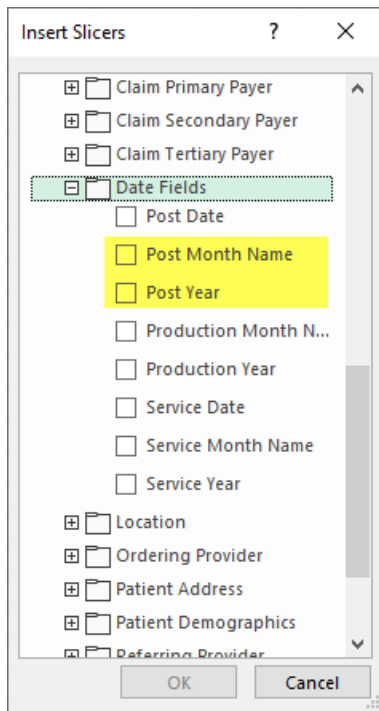 Insert Slicers ?
Claim Primary Payer
Claim Secondary Payer
Claim Tertiary Payer
Date Fields
Post Date
Post Month Name
Post Year
Production Month N...
Production Year
Service Date
Service Month Name
Service Year
Location
Ordering Provider
Patient Address
Patient Demographics
Referring Provider
OK Cancel